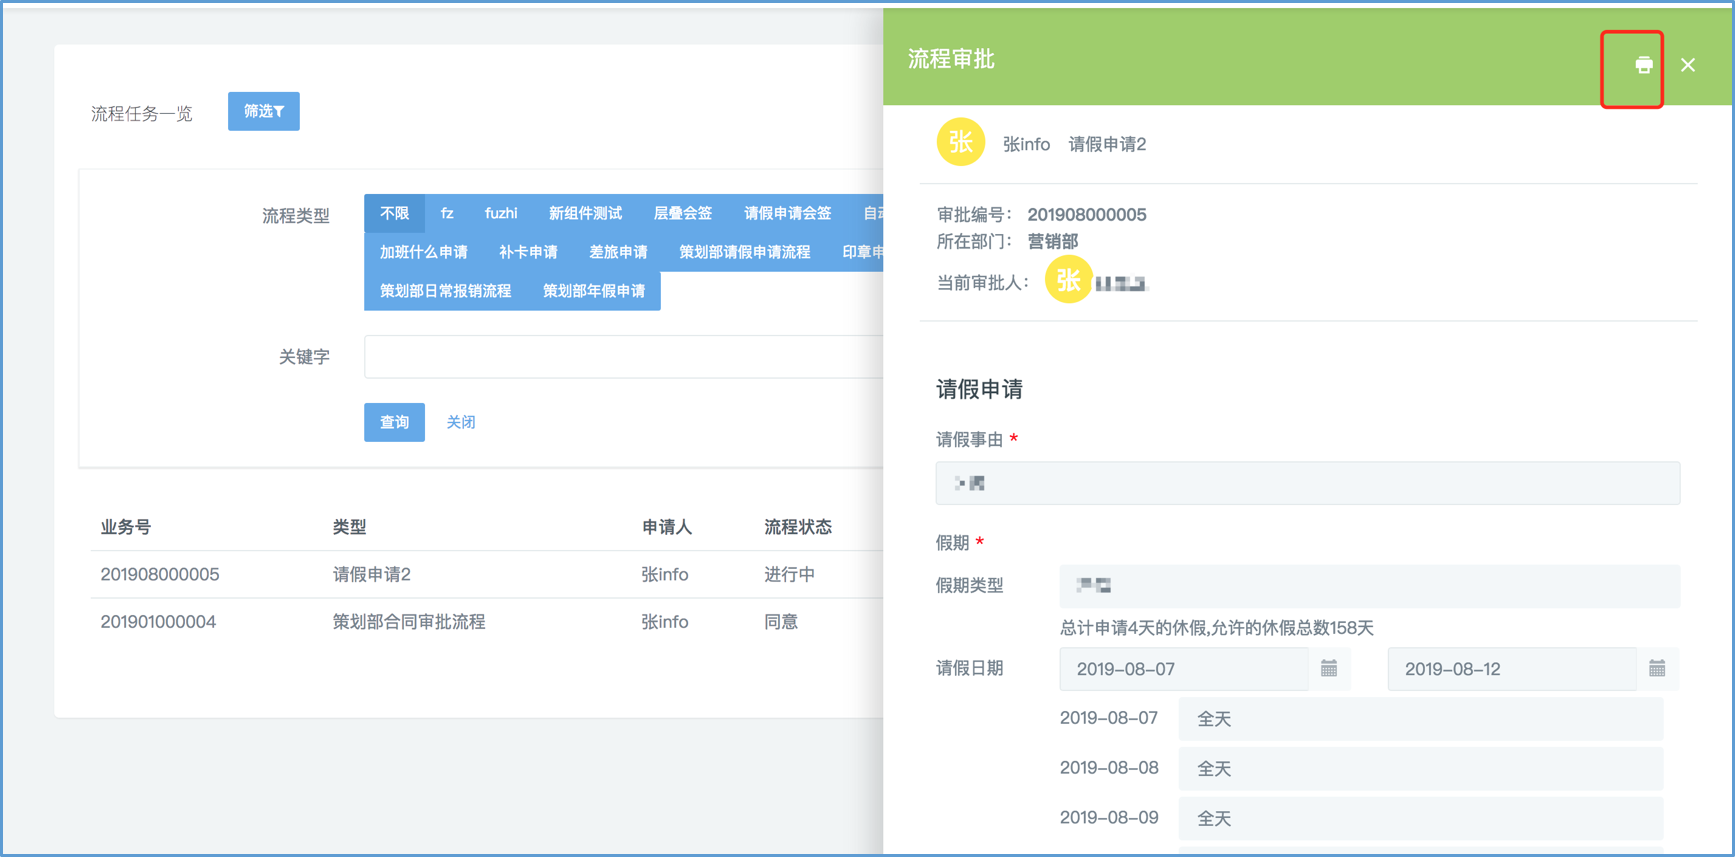 流程任务一览
筛选
流程类型
不限 fz fuzhi 新组件测试 层叠会签 请假申请会签
加班什么申请 补卡申请 差旅申请 策划部请假申请流程 印章申
策划部日常报销流程 策划部年假申请
关键字
查询 关闭
业务号 类型 申请人 流程状态
201908000005 请假申请2 张info 进行中
201901000004 策划部合同审批流程 张info 同意
流程审批
张 张info 请假申请2
审批编号： 201908000005
所在部门： 营销部
当前审批人： 张
请假申请
请假事由 *
假期 *
假期类型
总计申请4天的休假,允许的休假总数158天
请假日期 2019-08-07 2019-08-12
2019-08-07 全天
2019-08-08 全天
2019-08-09 全天